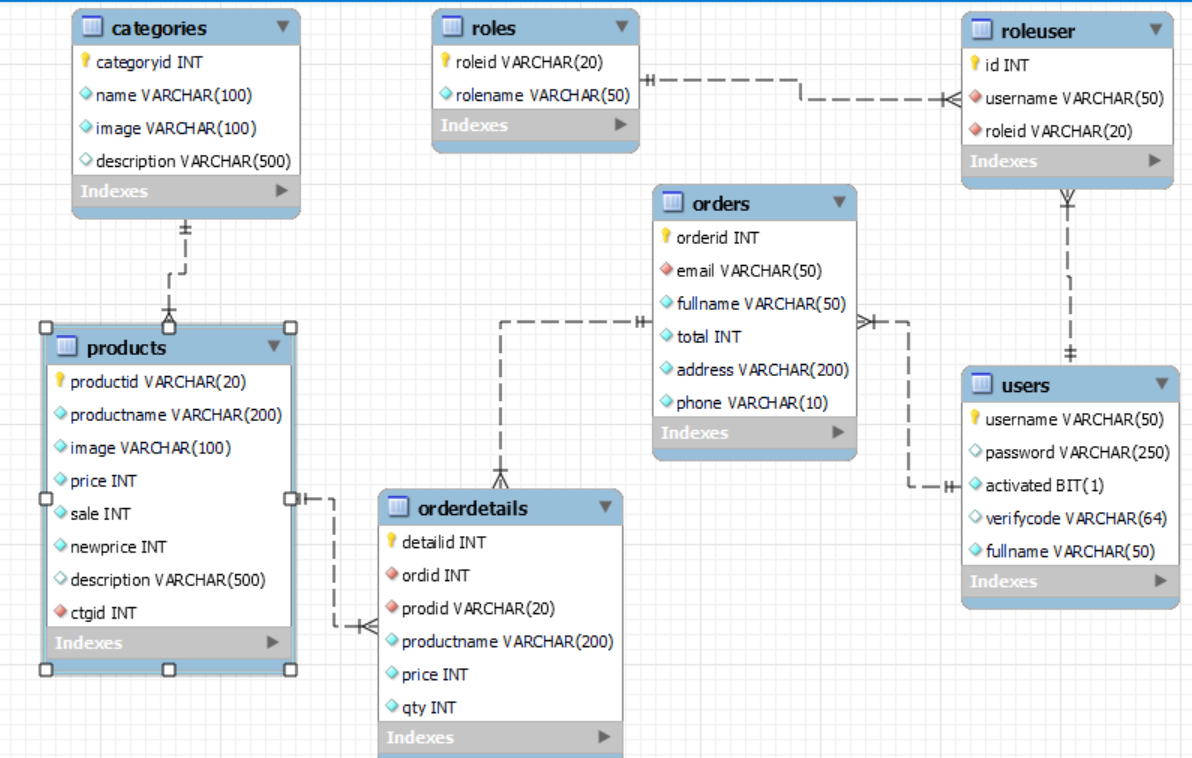 categories
categoryid INT
name VARCHAR(100)
image VARCHAR(100)
description VARCHAR(500)
Indexes
roles
roleid VARCHAR(20)
rolename VARCHAR(50)
Indexes
roleuser
id INT
username VARCHAR(50)
roleid VARCHAR(20)
Indexes
orders
orderid INT
email VARCHAR(50)
fullname VARCHAR(50)
total INT
address VARCHAR(200)
phone VARCHAR(10)
Indexes
products
productid VARCHAR(20)
productname VARCHAR(200)
image VARCHAR(100)
price INT
sale INT
newprice INT
description VARCHAR(500)
ctgid INT
Indexes
orderdetails
detailid INT
ordid INT
prodid VARCHAR(20)
productname VARCHAR(200)
price INT
qty INT
Indexes
users
username VARCHAR(50)
password VARCHAR(250)
activated BIT(1)
verifycode VARCHAR(64)
fullname VARCHAR(50)
Indexes